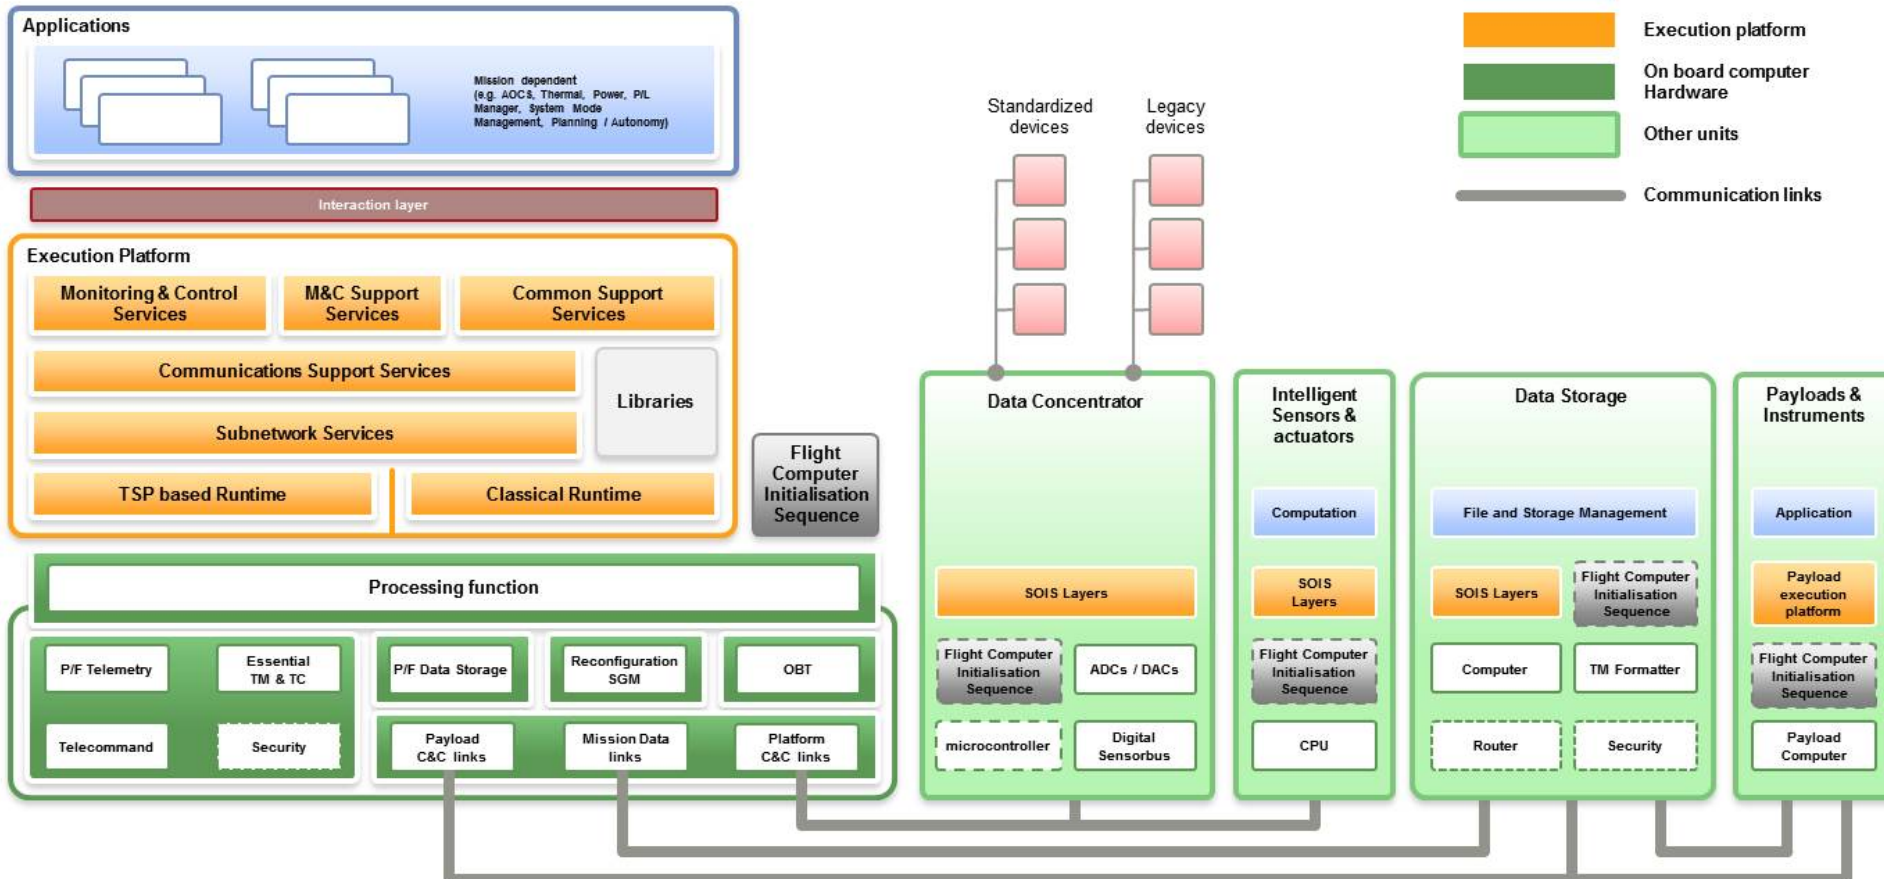 Applications
Mission dependent
(e.g. AOCS, Thermal, Power, P/L
Manager, System Mode
Management, Planning / Autonomy)
Interaction layer
Execution Platform
Monitoring & Control
Services
M&C Support
Services
Common Support
Services
Communications Support Services
Libraries
Subnetwork Services
TSP based Runtime
Classical Runtime
Flight
Computer
Initialisation
Sequence
Processing function
P/F Telemetry
Essential
TM & TC
Telecommand
Security
P/F Data Storage
Reconfiguration
SGM
OBT
Payload
C&C links
Mission Data
links
Platform
C&C links
Standardized
devices
Legacy
devices
Data Concentrator
SOIS Layers
Flight Computer
Initialisation
Sequence
ADCs / DACs
microcontroller
Digital
Sensorbus
Intelligent
Sensors &
actuators
Computation
SOIS
Layers
Flight Computer
Initialisation
Sequence
CPU
Data Storage
File and Storage Management
SOIS Layers
Flight Computer
Initialisation
Sequence
Computer
TM Formatter
Router
Security
Payloads &
Instruments
Application
Payload
execution
platform
Flight Computer
Initialisation
Sequence
Payload
Computer
Execution platform
On board computer
Hardware
Other units
Communication links